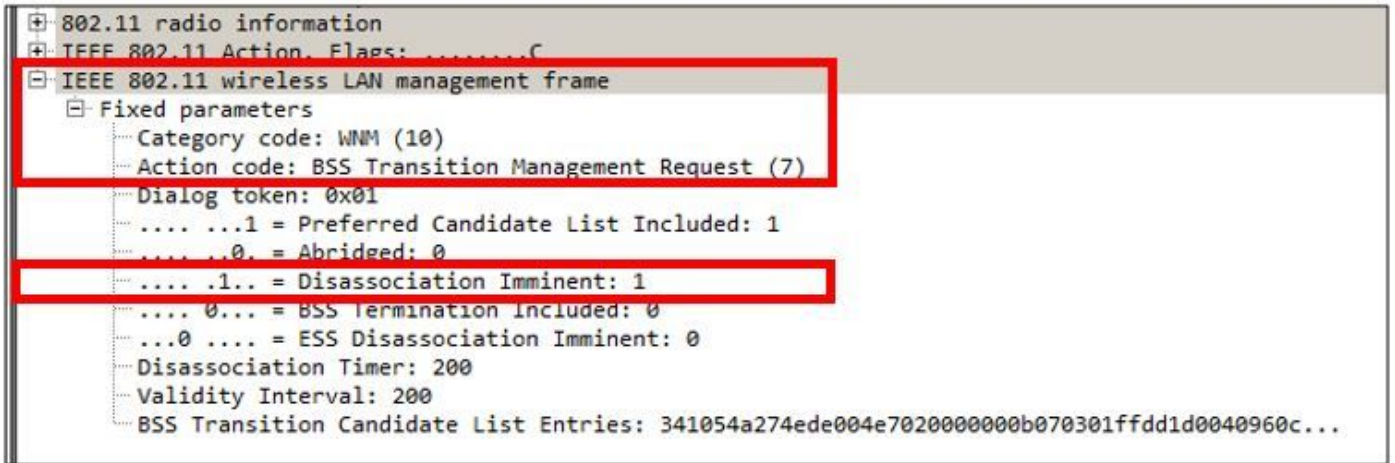 802.11 radio information
IEEE 802.11 Action, Flags: ........C
IEEE 802.11 wireless LAN management frame
Fixed parameters
Category code: WNM (10)
Action code: BSS Transition Management Request (7)
Dialog token: 0x01
.... ...1 = Preferred Candidate List Included: 1
.... ..0. = Abridged: 0
.... .1.. = Disassociation Imminent: 1
.... 0... = BSS Termination Included: 0
...0 .... = ESS Disassociation Imminent: 0
Disassociation Timer: 200
Validity Interval: 200
BSS Transition Candidate List Entries: 341054a274ede004e7020000000b070301ffdd1d0040960c...